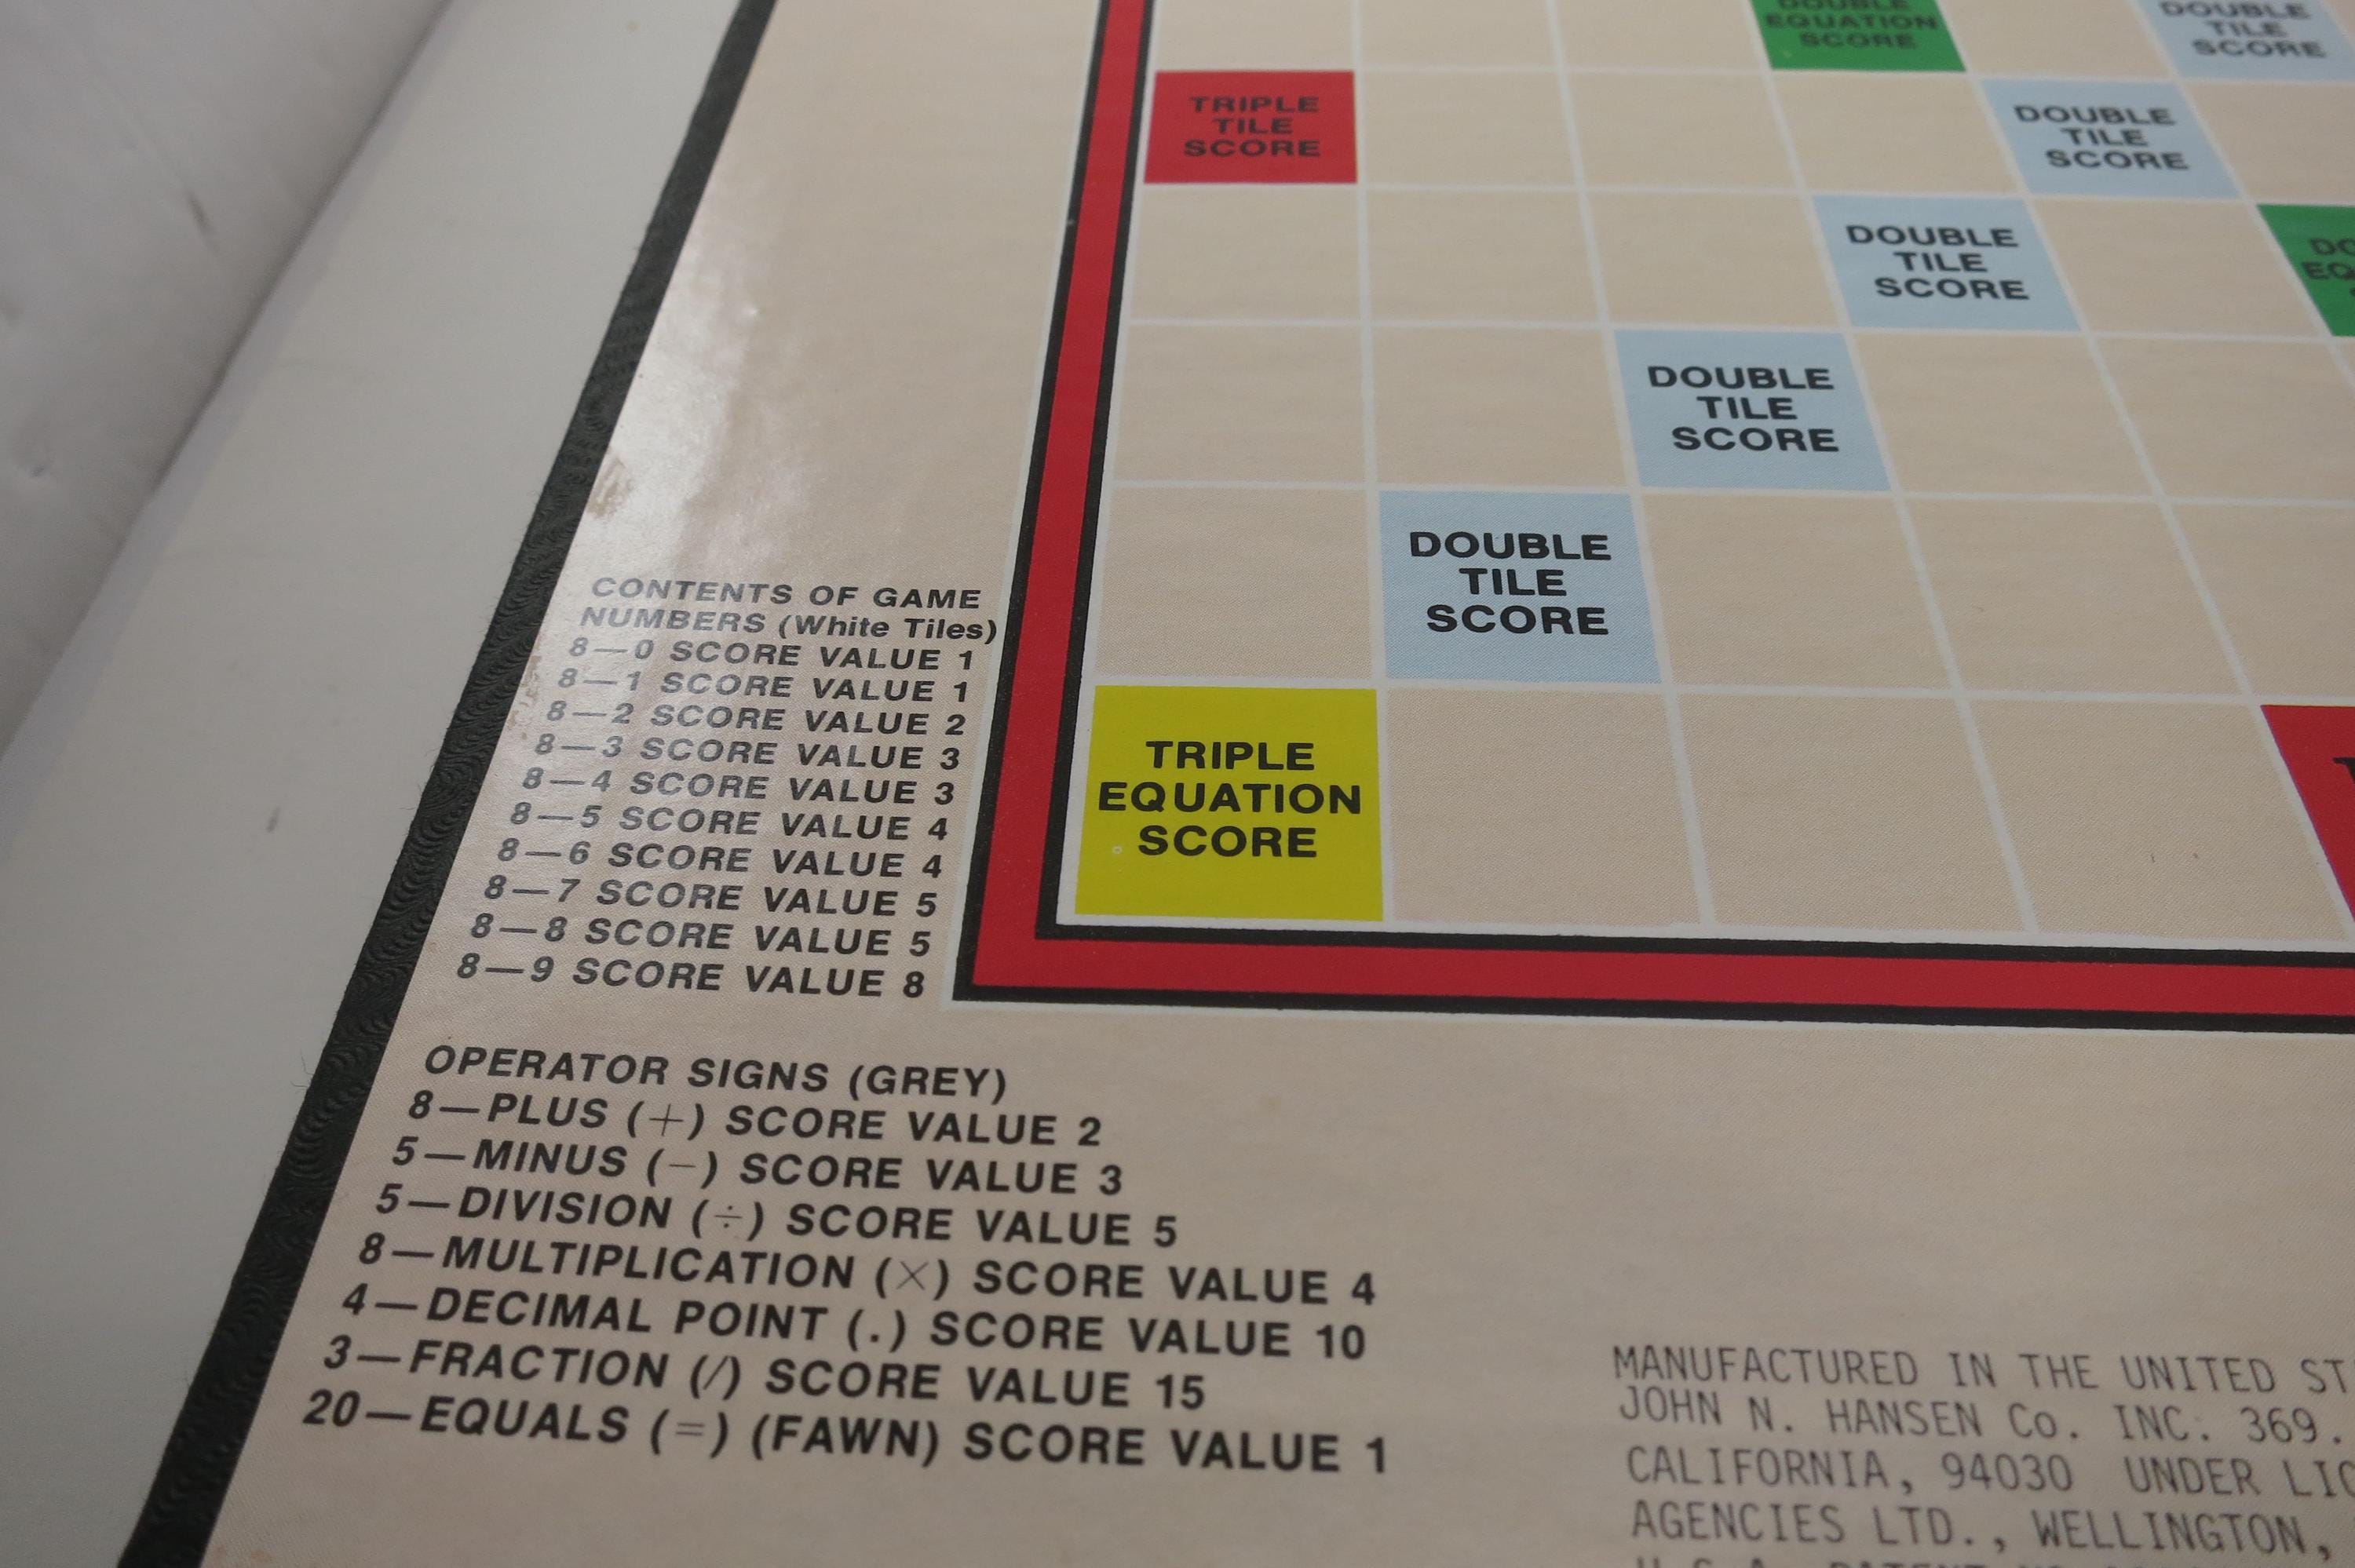 DOUBLE
EQUATION
SCORE
DOUBLE
TILE
SCORE
TRIPLE
TILE
SCORE
DOUBLE
TILE
SCORE
DOUBLE
TILE
SCORE
DOUBLE
TILE
SCORE
DOUBLE
TILE
SCORE
TRIPLE
EQUATION
SCORE
CONTENTS OF GAME
NUMBERS (White Tiles)
8—0 SCORE VALUE 1
8—1 SCORE VALUE 1
8—2 SCORE VALUE 2
8—3 SCORE VALUE 3
8—4 SCORE VALUE 3
8—5 SCORE VALUE 4
8—6 SCORE VALUE 4
8—7 SCORE VALUE 5
8—8 SCORE VALUE 5
8—9 SCORE VALUE 8
OPERATOR SIGNS (GREY)
8—PLUS (+) SCORE VALUE 2
5—MINUS (−) SCORE VALUE 3
5—DIVISION (÷) SCORE VALUE 5
8—MULTIPLICATION (×) SCORE VALUE 4
4—DECIMAL POINT (.) SCORE VALUE 10
3—FRACTION (/) SCORE VALUE 15
20—EQUALS (=) (FAWN) SCORE VALUE 1
MANUFACTURED IN THE UNITED ST
JOHN N. HANSEN Co. INC. 369.
CALIFORNIA, 94030 UNDER LIC
AGENCIES LTD., WELLINGTON,